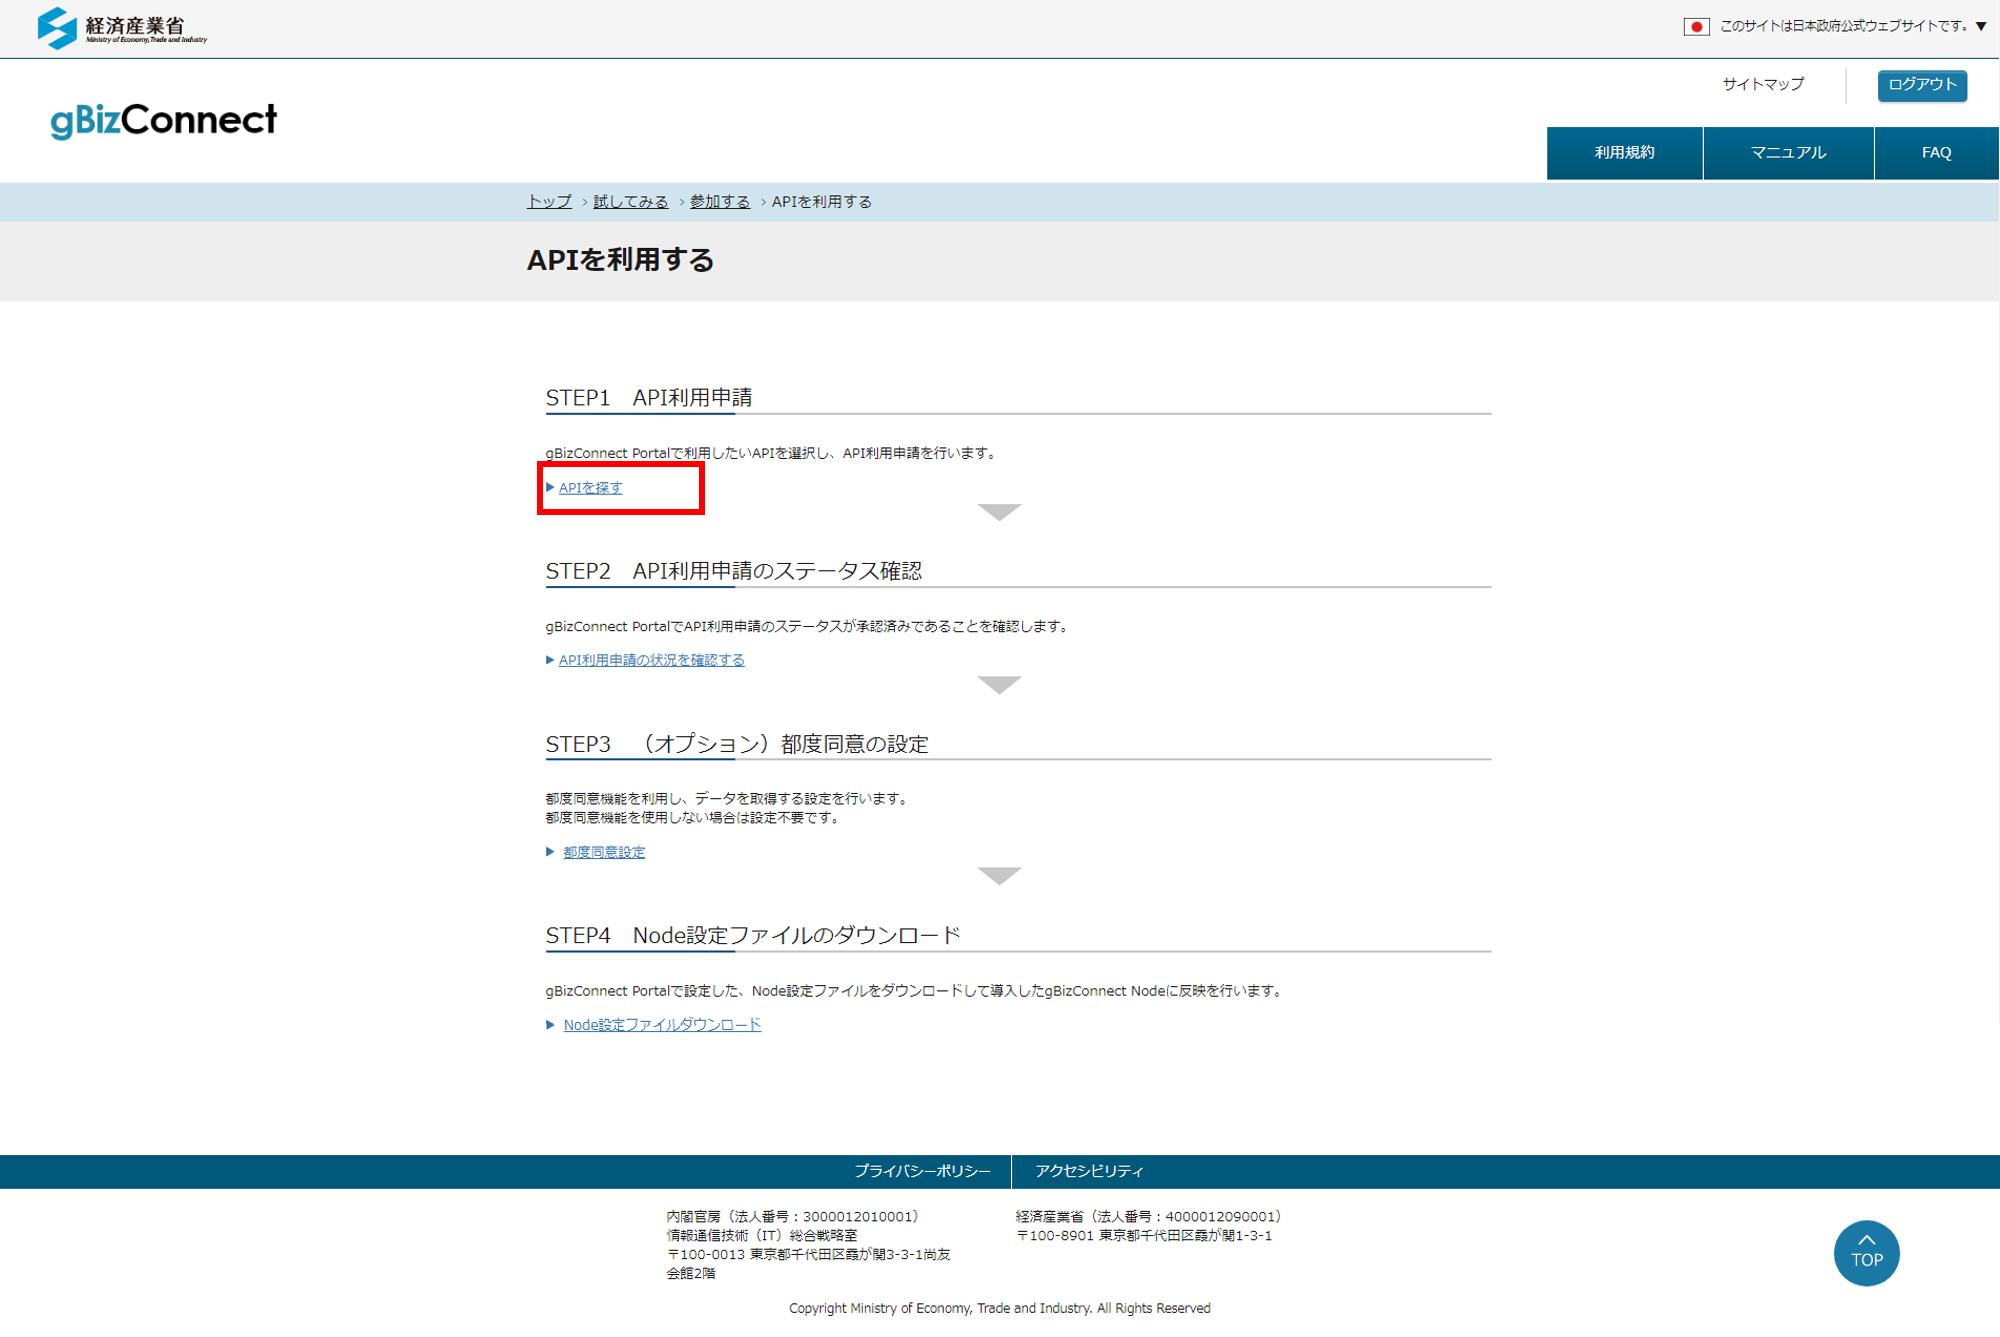 経済産業省
Ministry of Economy, Trade and Industry
このサイトは日本政府公式ウェブサイトです。▼
gBizConnect
サイトマップ
ログアウト
利用規約
マニュアル
FAQ
トップ › 試してみる › 参加する › APIを利用する
APIを利用する
STEP1　API利用申請
gBizConnect Portalで利用したいAPIを選択し、API利用申請を行います。
APIを探す
STEP2　API利用申請のステータス確認
gBizConnect PortalでAPI利用申請のステータスが承認済みであることを確認します。
API利用申請の状況を確認する
STEP3　（オプション）都度同意の設定
都度同意機能を利用し、データを取得する設定を行います。
都度同意機能を使用しない場合は設定不要です。
都度同意設定
STEP4　Node設定ファイルのダウンロード
gBizConnect Portalで設定した、Node設定ファイルをダウンロードして導入したgBizConnect Nodeに反映を行います。
Node設定ファイルダウンロード
プライバシーポリシー
アクセシビリティ
内閣官房（法人番号：3000012010001）
情報通信技術（IT）総合戦略室
〒100-0013 東京都千代田区霞が関3-3-1尚友
会館2階
経済産業省（法人番号：4000012090001）
〒100-8901 東京都千代田区霞が関1-3-1
TOP
Copyright Ministry of Economy, Trade and Industry. All Rights Reserved